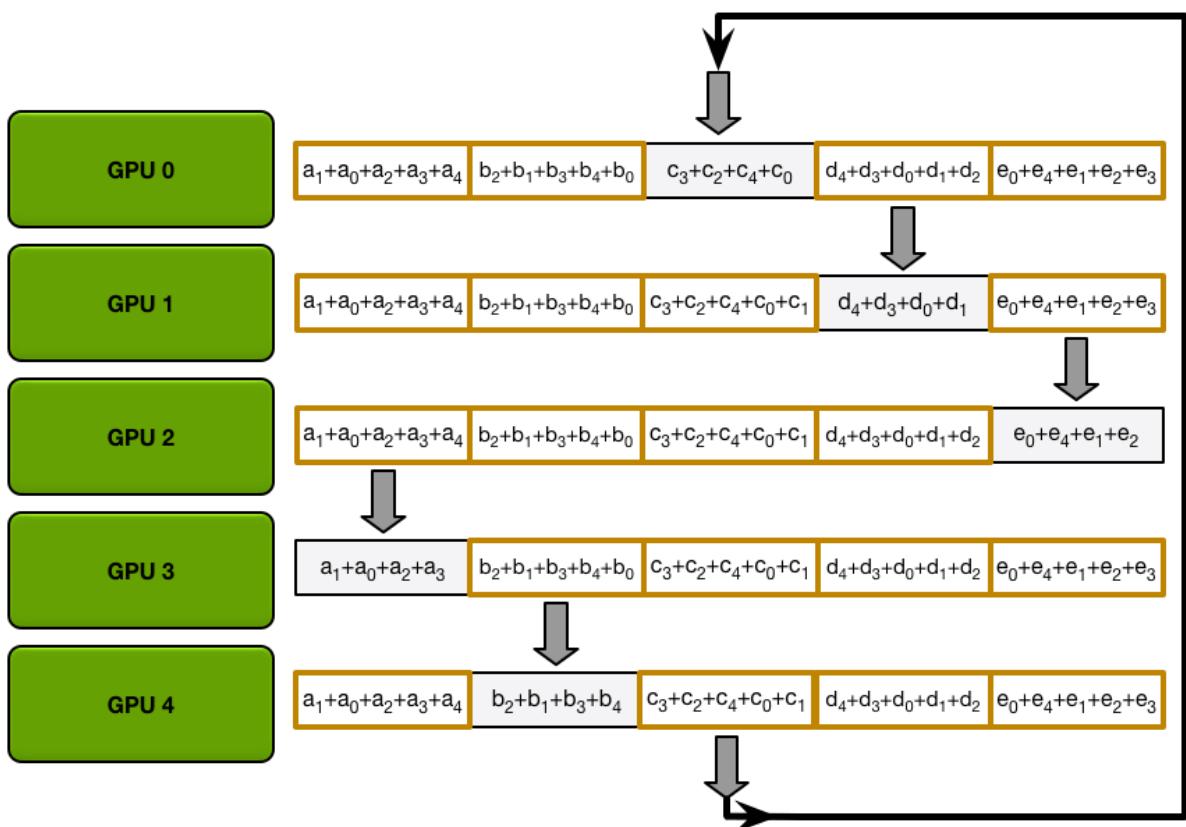 GPU 0 a₁+a₀+a₂+a₃+a₄ b₂+b₁+b₃+b₄+b₀ c₃+c₂+c₄+c₀ d₄+d₃+d₀+d₁+d₂ e₀+e₄+e₁+e₂+e₃
GPU 1 a₁+a₀+a₂+a₃+a₄ b₂+b₁+b₃+b₄+b₀ c₃+c₂+c₄+c₀+c₁ d₄+d₃+d₀+d₁ e₀+e₄+e₁+e₂+e₃
GPU 2 a₁+a₀+a₂+a₃+a₄ b₂+b₁+b₃+b₄+b₀ c₃+c₂+c₄+c₀+c₁ d₄+d₃+d₀+d₁+d₂ e₀+e₄+e₁+e₂
GPU 3 a₁+a₀+a₂+a₃ b₂+b₁+b₃+b₄+b₀ c₃+c₂+c₄+c₀+c₁ d₄+d₃+d₀+d₁+d₂ e₀+e₄+e₁+e₂+e₃
GPU 4 a₁+a₀+a₂+a₃+a₄ b₂+b₁+b₃+b₄ c₃+c₂+c₄+c₀+c₁ d₄+d₃+d₀+d₁+d₂ e₀+e₄+e₁+e₂+e₃